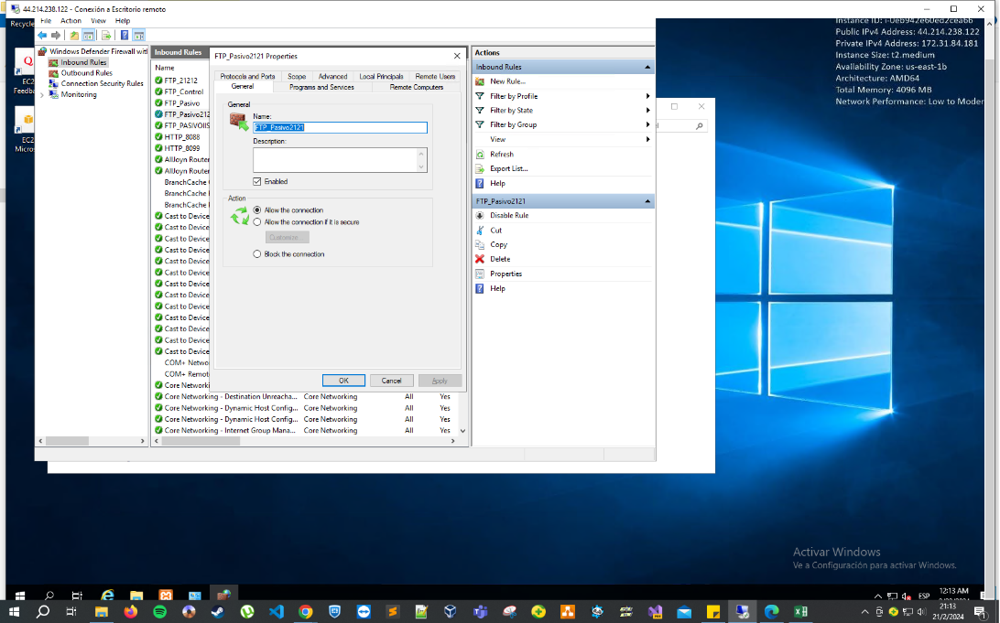 44.214.238.122 - Conexión a Escritorio remoto
File Action View Help
Recycle
EC2
Feedba
EC2
Micros
Instance ID: i-0eb942e60ed2cea66
Public IPv4 Address: 44.214.238.122
Private IPv4 Address: 172.31.84.181
Instance Size: t2.medium
Availability Zone: us-east-1b
Architecture: AMD64
Total Memory: 4096 MB
Network Performance: Low to Moder
Windows Defender Firewall witl
Inbound Rules
Outbound Rules
Connection Security Rules
Monitoring
Inbound Rules
Name
FTP_21212
FTP_Control
FTP_Pasivo
FTP_Pasivo212
FTP_PASIVOIIS
HTTP_8088
HTTP_8099
AllJoyn Router
AllJoyn Router
BranchCache
BranchCache
BranchCache
Cast to Device
Cast to Device
Cast to Device
Cast to Device
Cast to Device
Cast to Device
Cast to Device
Cast to Device
Cast to Device
Cast to Device
Cast to Device
Cast to Device
Cast to Device
COM+ Netwo
COM+ Remot
Core Networki
Core Networking - Destination Unreacha... Core Networking All Yes
Core Networking - Dynamic Host Config... Core Networking All Yes
Core Networking - Dynamic Host Config... Core Networking All Yes
Core Networking - Internet Group Mana... Core Networking All Yes
FTP_Pasivo2121 Properties
Protocols and Ports Scope Advanced Local Principals Remote Users
General Programs and Services Remote Computers
General
Name:
FTP_Pasivo2121
Description:
Enabled
Action
Allow the connection
Allow the connection if it is secure
Customize...
Block the connection
OK Cancel Apply
Actions
Inbound Rules
New Rule...
Filter by Profile
Filter by State
Filter by Group
View
Refresh
Export List...
Help
FTP_Pasivo2121
Disable Rule
Cut
Copy
Delete
Properties
Help
Activar Windows
Ve a Configuración para activar Windows.
ESP
12:13 AM
21:13
21/2/2024